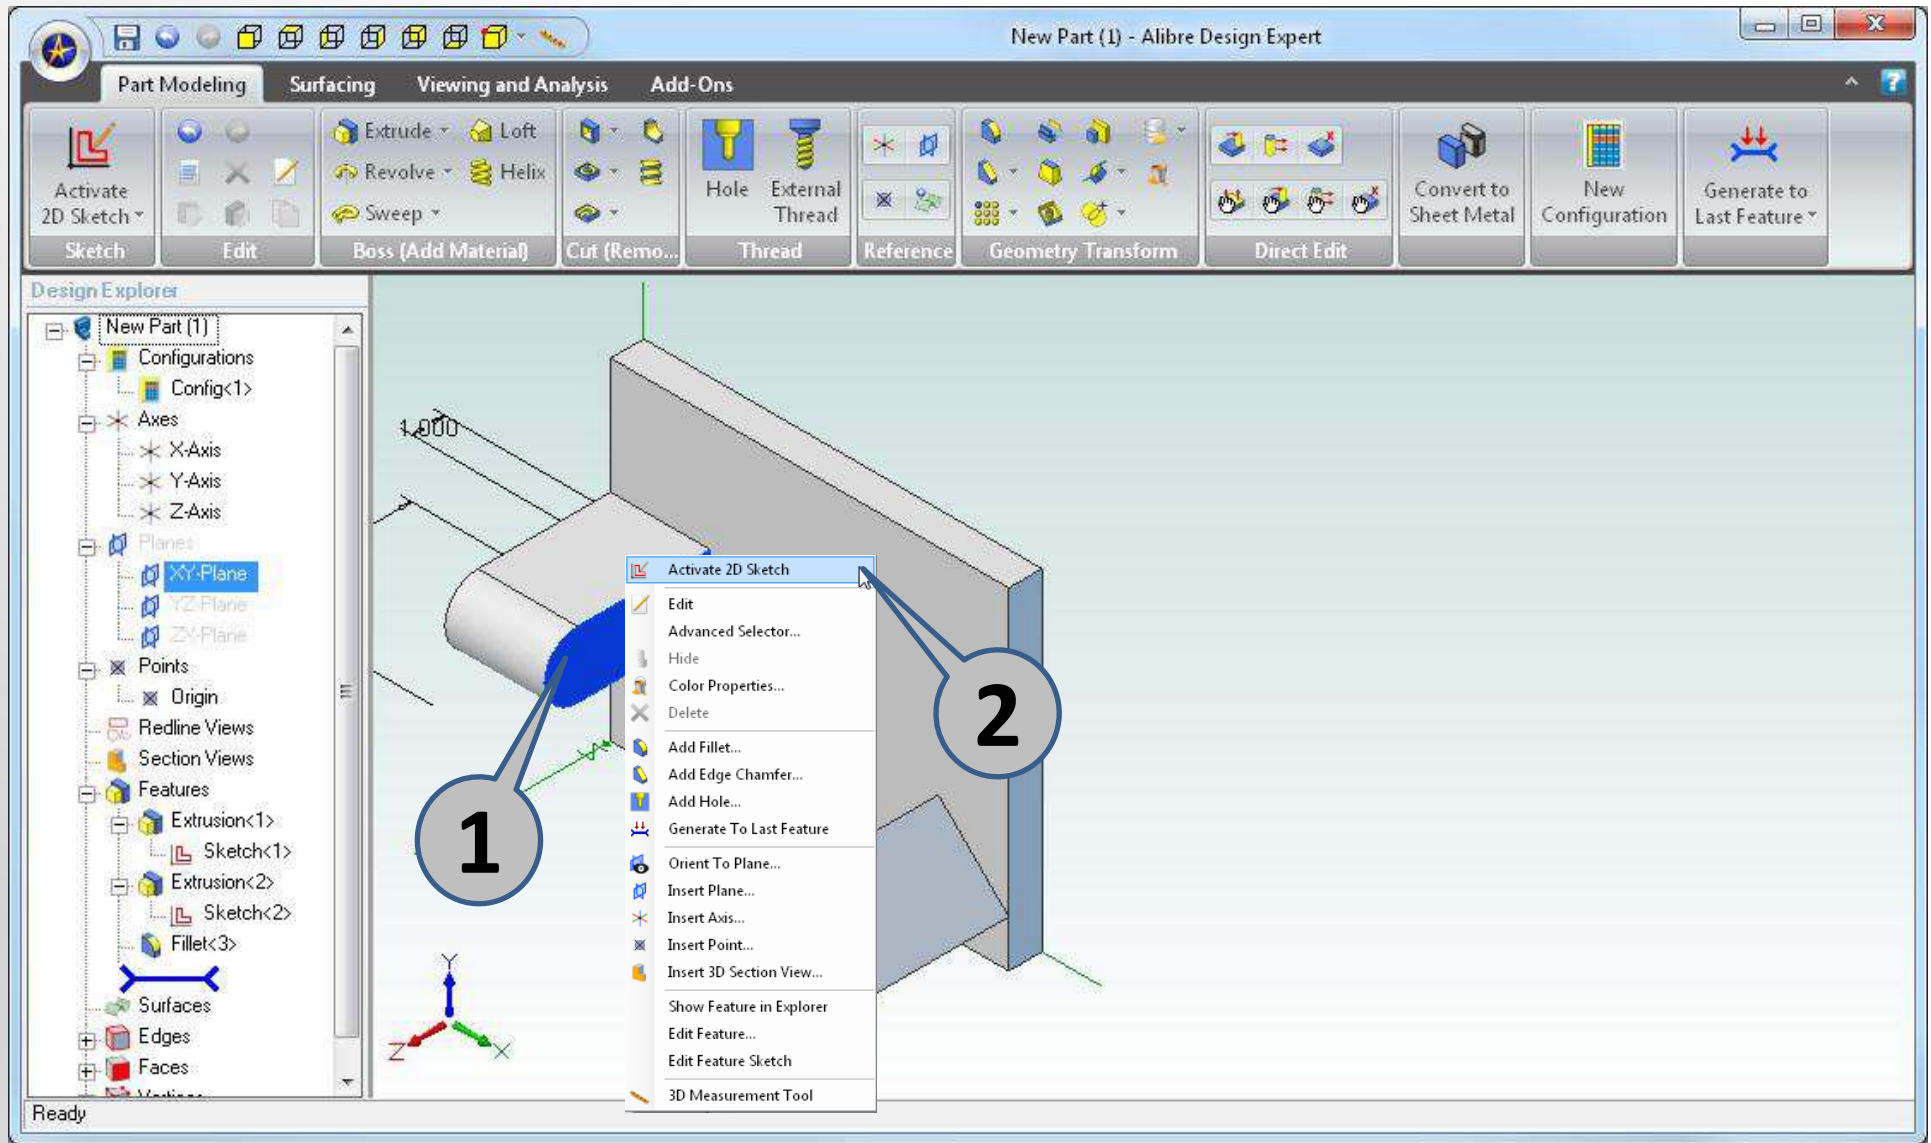 New Part (1) - Alibre Design Expert
Part Modeling Surfacing Viewing and Analysis Add-Ons
Activate
2D Sketch
Sketch
Edit
Extrude Loft
Revolve Helix
Sweep
Boss (Add Material)
Cut (Remo...
Hole
External
Thread
Thread
Reference
Geometry Transform
Direct Edit
Convert to
Sheet Metal
New
Configuration
Generate to
Last Feature
Design Explorer
New Part (1)
Configurations
Config<1>
Axes
X-Axis
Y-Axis
Z-Axis
Planes
XY-Plane
YZ-Plane
ZX-Plane
Points
Origin
Redline Views
Section Views
Features
Extrusion<1>
Sketch<1>
Extrusion<2>
Sketch<2>
Fillet<3>
Surfaces
Edges
Faces
1.000
Activate 2D Sketch
Edit
Advanced Selector...
Hide
Color Properties...
Delete
Add Fillet...
Add Edge Chamfer...
Add Hole...
Generate To Last Feature
Orient To Plane...
Insert Plane...
Insert Axis...
Insert Point...
Insert 3D Section View...
Show Feature in Explorer
Edit Feature...
Edit Feature Sketch
3D Measurement Tool
1
2
Y
Z
X
Ready